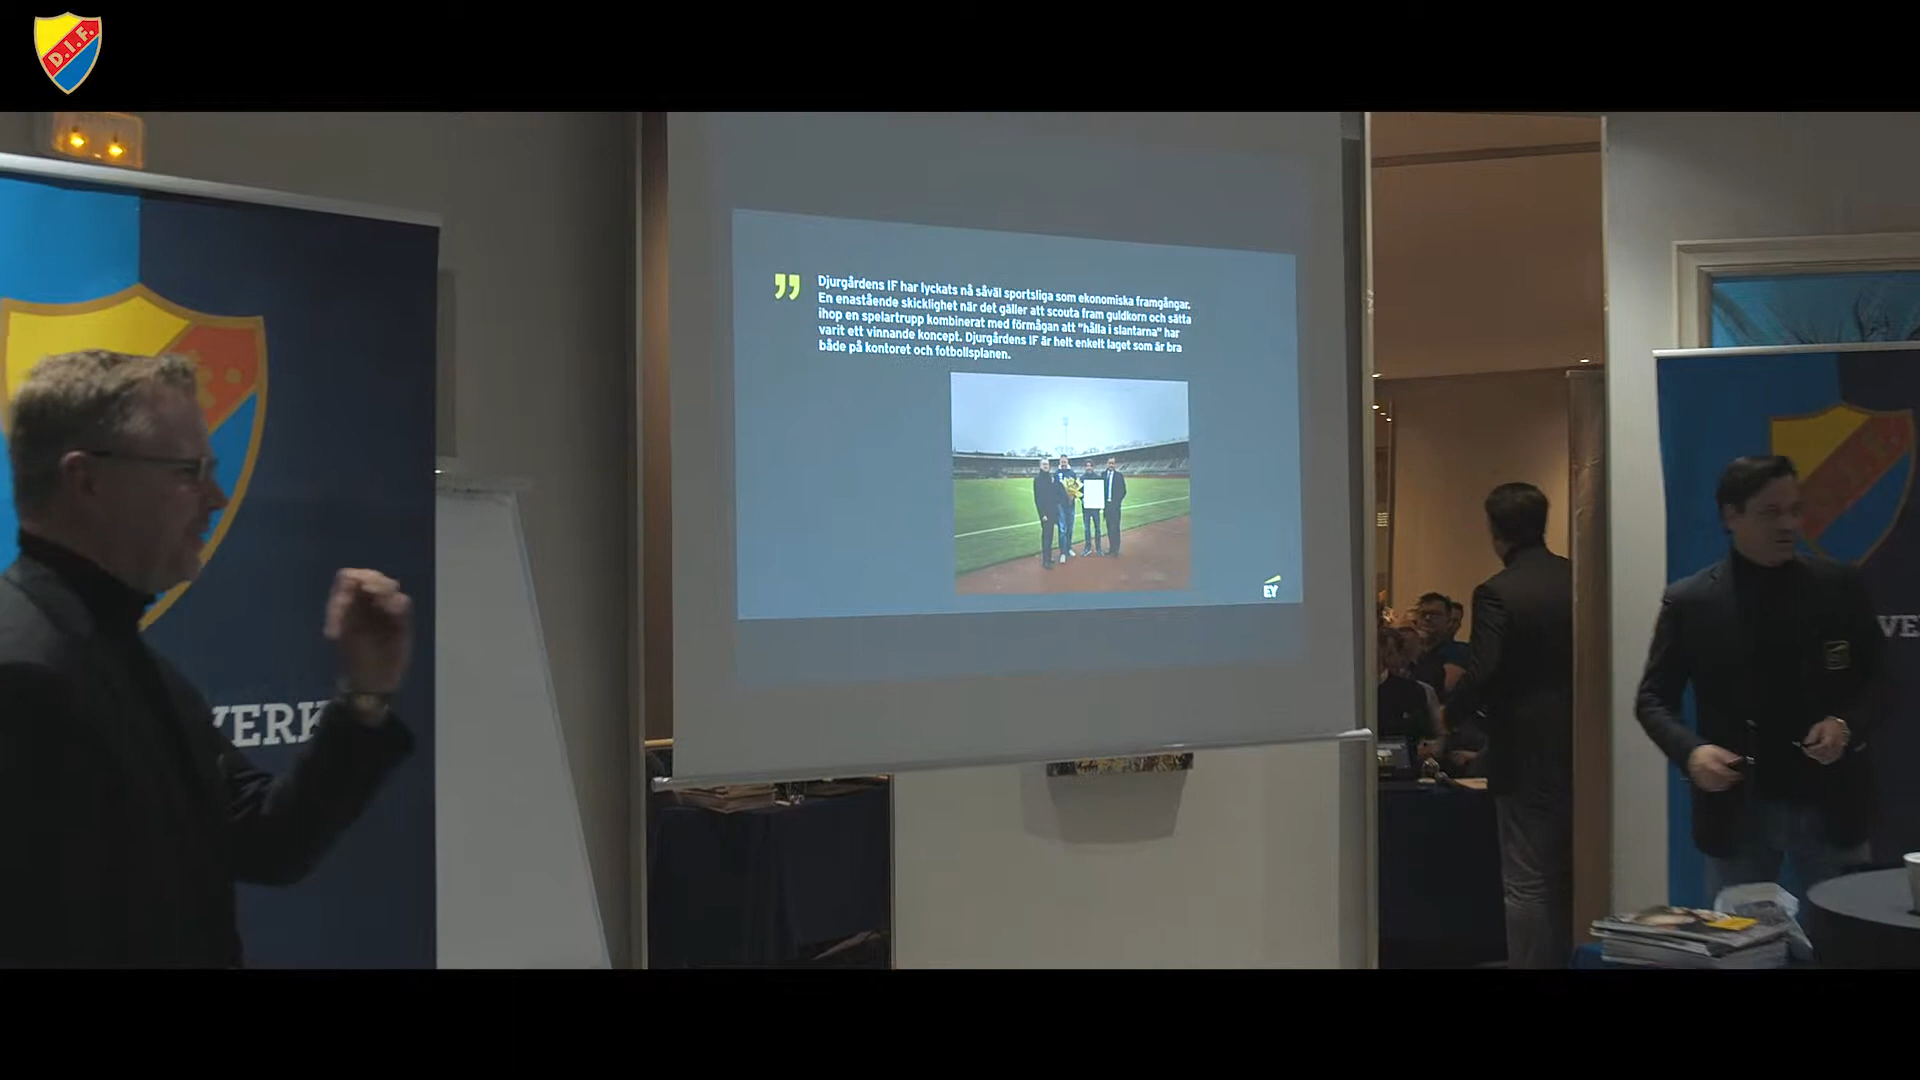 D.I.F.
Djurgårdens IF har lyckats nå såväl sportsliga som ekonomiska framgångar.
En enastående skicklighet när det gäller att scouta fram guldkorn och sätta
ihop en spelartrupp kombinerat med förmågan att "hålla i slantarna" har
varit ett vinnande koncept. Djurgårdens IF är helt enkelt laget som är bra
både på kontoret och fotbollsplanen.
EY
VERK
VE